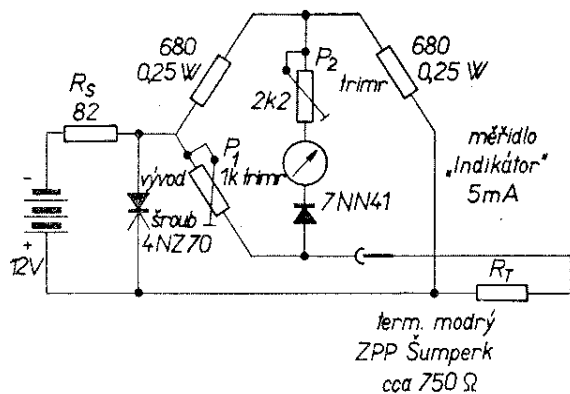 680
0,25 W
P2
2k2
trimr
680
0,25 W
RS
82
měřidlo
„Indikátor"
5mA
P1
1k trimr
vývod
šroub
4NZ70
7NN41
-
+
12V
RT
term. modrý
ZPP Šumperk
cca 750 Ω